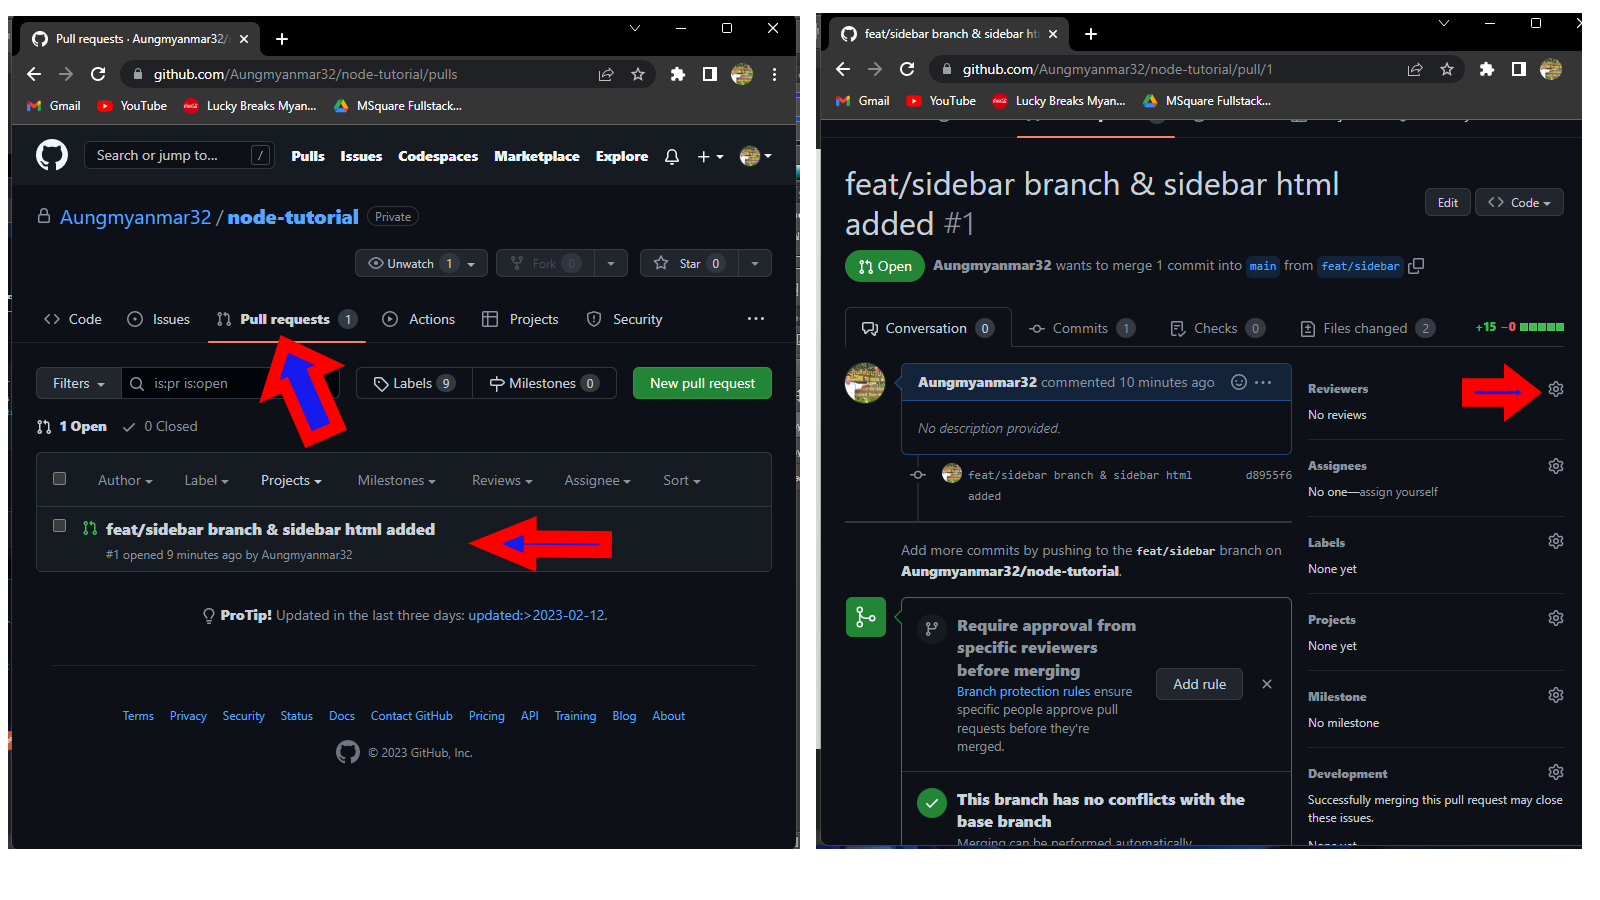 Pull requests · Aungmyanmar32/
github.com/Aungmyanmar32/node-tutorial/pulls
Gmail YouTube Lucky Breaks Myan... MSquare Fullstack...
Search or jump to... / Pulls Issues Codespaces Marketplace Explore
Aungmyanmar32 / node-tutorial Private
Unwatch 1 Fork 0 Star 0
Code Issues Pull requests 1 Actions Projects Security ...
Filters is:pr is:open Labels 9 Milestones 0 New pull request
1 Open 0 Closed
Author Label Projects Milestones Reviews Assignee Sort
feat/sidebar branch & sidebar html added
#1 opened 9 minutes ago by Aungmyanmar32
ProTip! Updated in the last three days: updated:>2023-02-12.
Terms Privacy Security Status Docs Contact GitHub Pricing API Training Blog About
© 2023 GitHub, Inc.
feat/sidebar branch & sidebar ht
github.com/Aungmyanmar32/node-tutorial/pull/1
Gmail YouTube Lucky Breaks Myan... MSquare Fullstack...
feat/sidebar branch & sidebar html
added #1
Edit Code
Open Aungmyanmar32 wants to merge 1 commit into main from feat/sidebar
Conversation 0 Commits 1 Checks 0 Files changed 2 +15 −0
Aungmyanmar32 commented 10 minutes ago ...
No description provided.
feat/sidebar branch & sidebar html d8955f6
added
Add more commits by pushing to the feat/sidebar branch on
Aungmyanmar32/node-tutorial.
Require approval from
specific reviewers
before merging
Branch protection rules ensure
specific people approve pull
requests before they're
merged.
Add rule
This branch has no conflicts with the
base branch
Merging can be performed automatically.
Reviewers
No reviews
Assignees
No one—assign yourself
Labels
None yet
Projects
None yet
Milestone
No milestone
Development
Successfully merging this pull request may close
these issues.
None yet